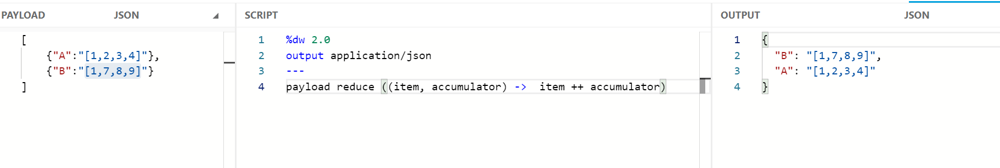 PAYLOAD JSON
[
{"A":"[1,2,3,4]"},
{"B":"[1,7,8,9]"}
]
SCRIPT
1 %dw 2.0
2 output application/json
3 ---
4 payload reduce ((item, accumulator) ->  item ++ accumulator)
OUTPUT JSON
1 {
2 "B": "[1,7,8,9]",
3 "A": "[1,2,3,4]"
4 }